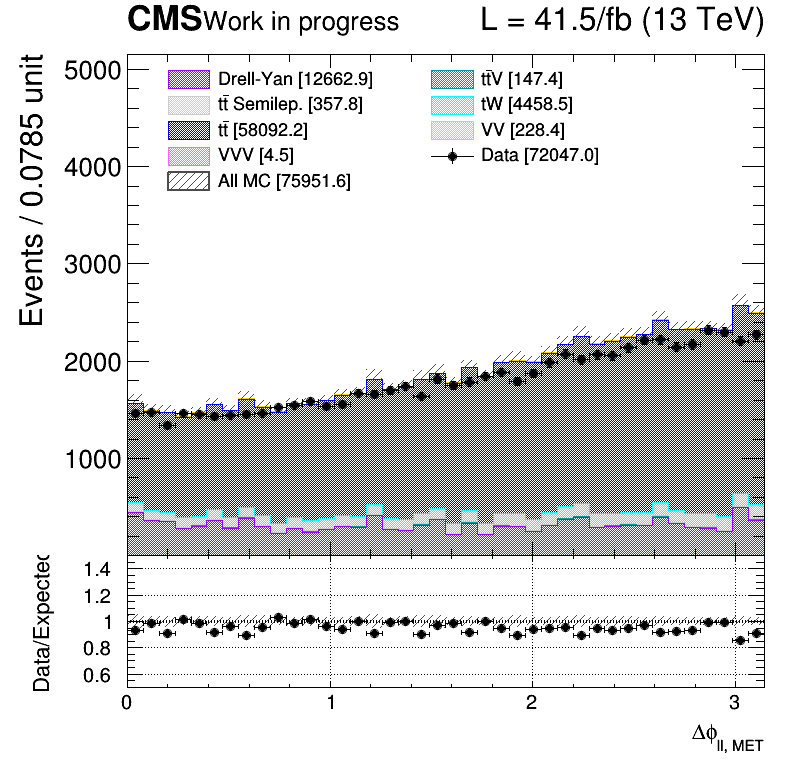 CMS Work in progress L = 41.5/fb (13 TeV)
Events / 0.0785 unit
5000
4000
3000
2000
1000
Drell-Yan [12662.9]
tt̄ Semilep. [357.8]
tt̄ [58092.2]
VVV [4.5]
All MC [75951.6]
tt̄V [147.4]
tW [4458.5]
VV [228.4]
Data [72047.0]
Data/Expected
1.4
1.2
1
0.8
0.6
0 1 2 3
Δϕll, MET